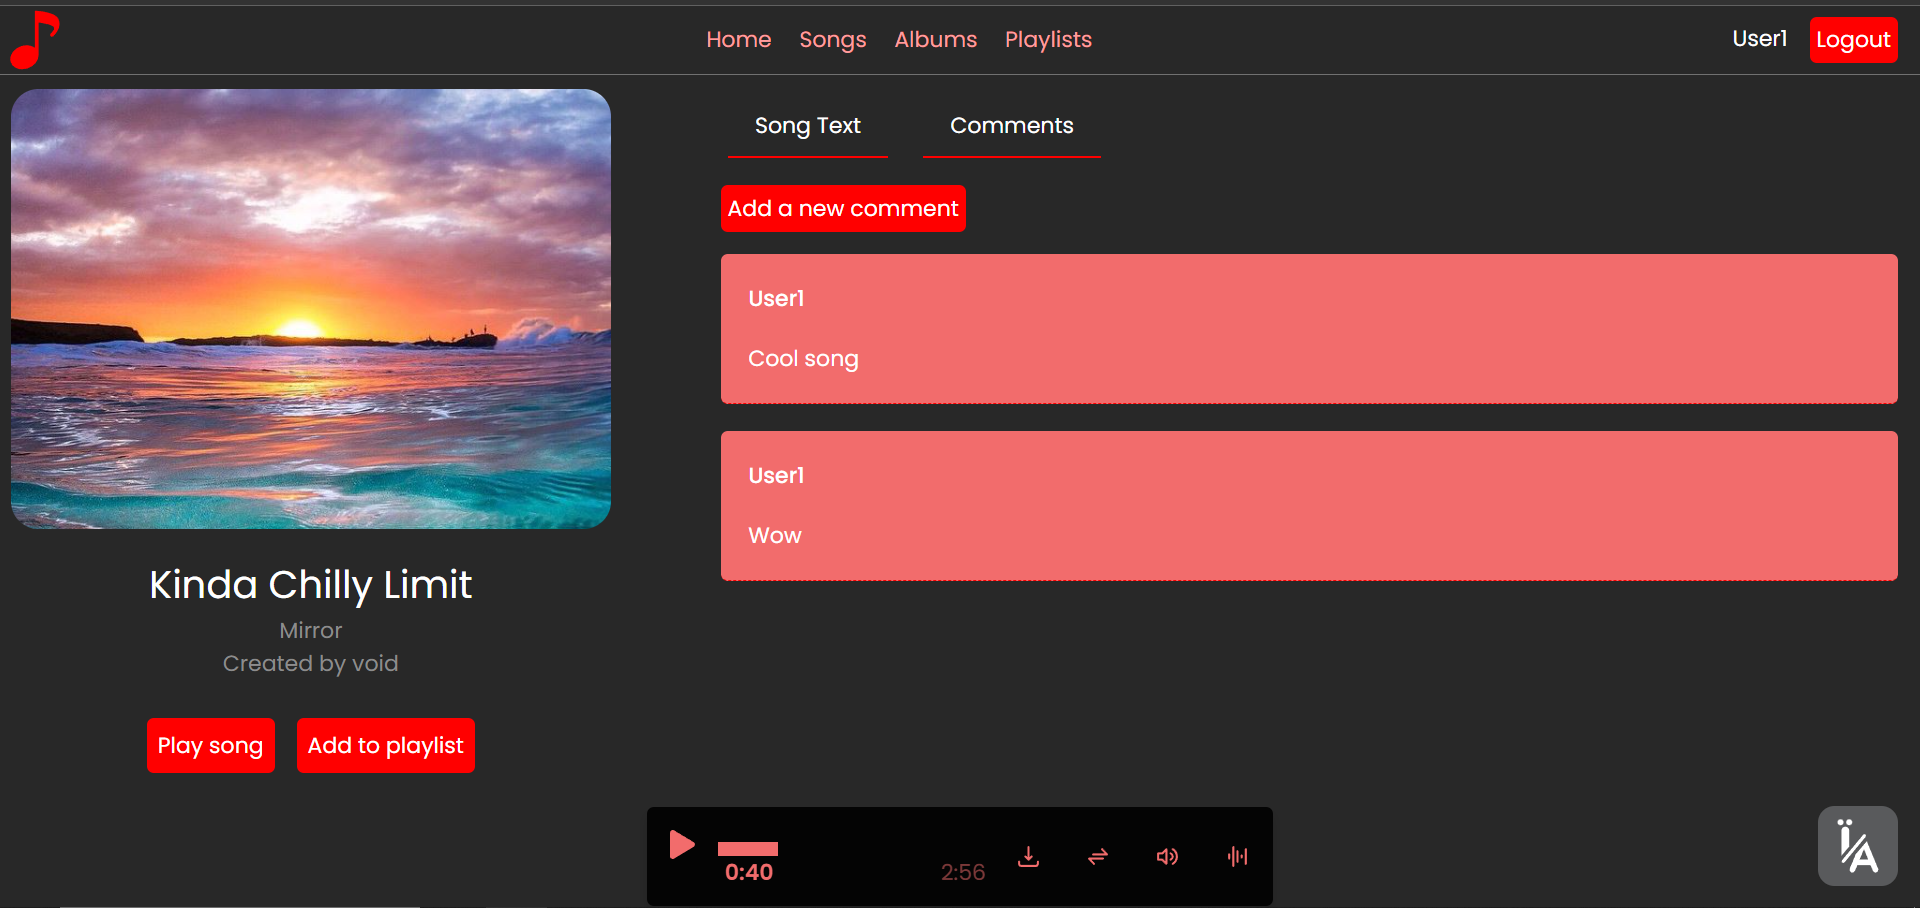 Home Songs Albums Playlists
User1 Logout
Song Text Comments
Add a new comment
User1
Cool song
User1
Wow
Kinda Chilly Limit
Mirror
Created by void
Play song Add to playlist
0:40 2:56
ÏA